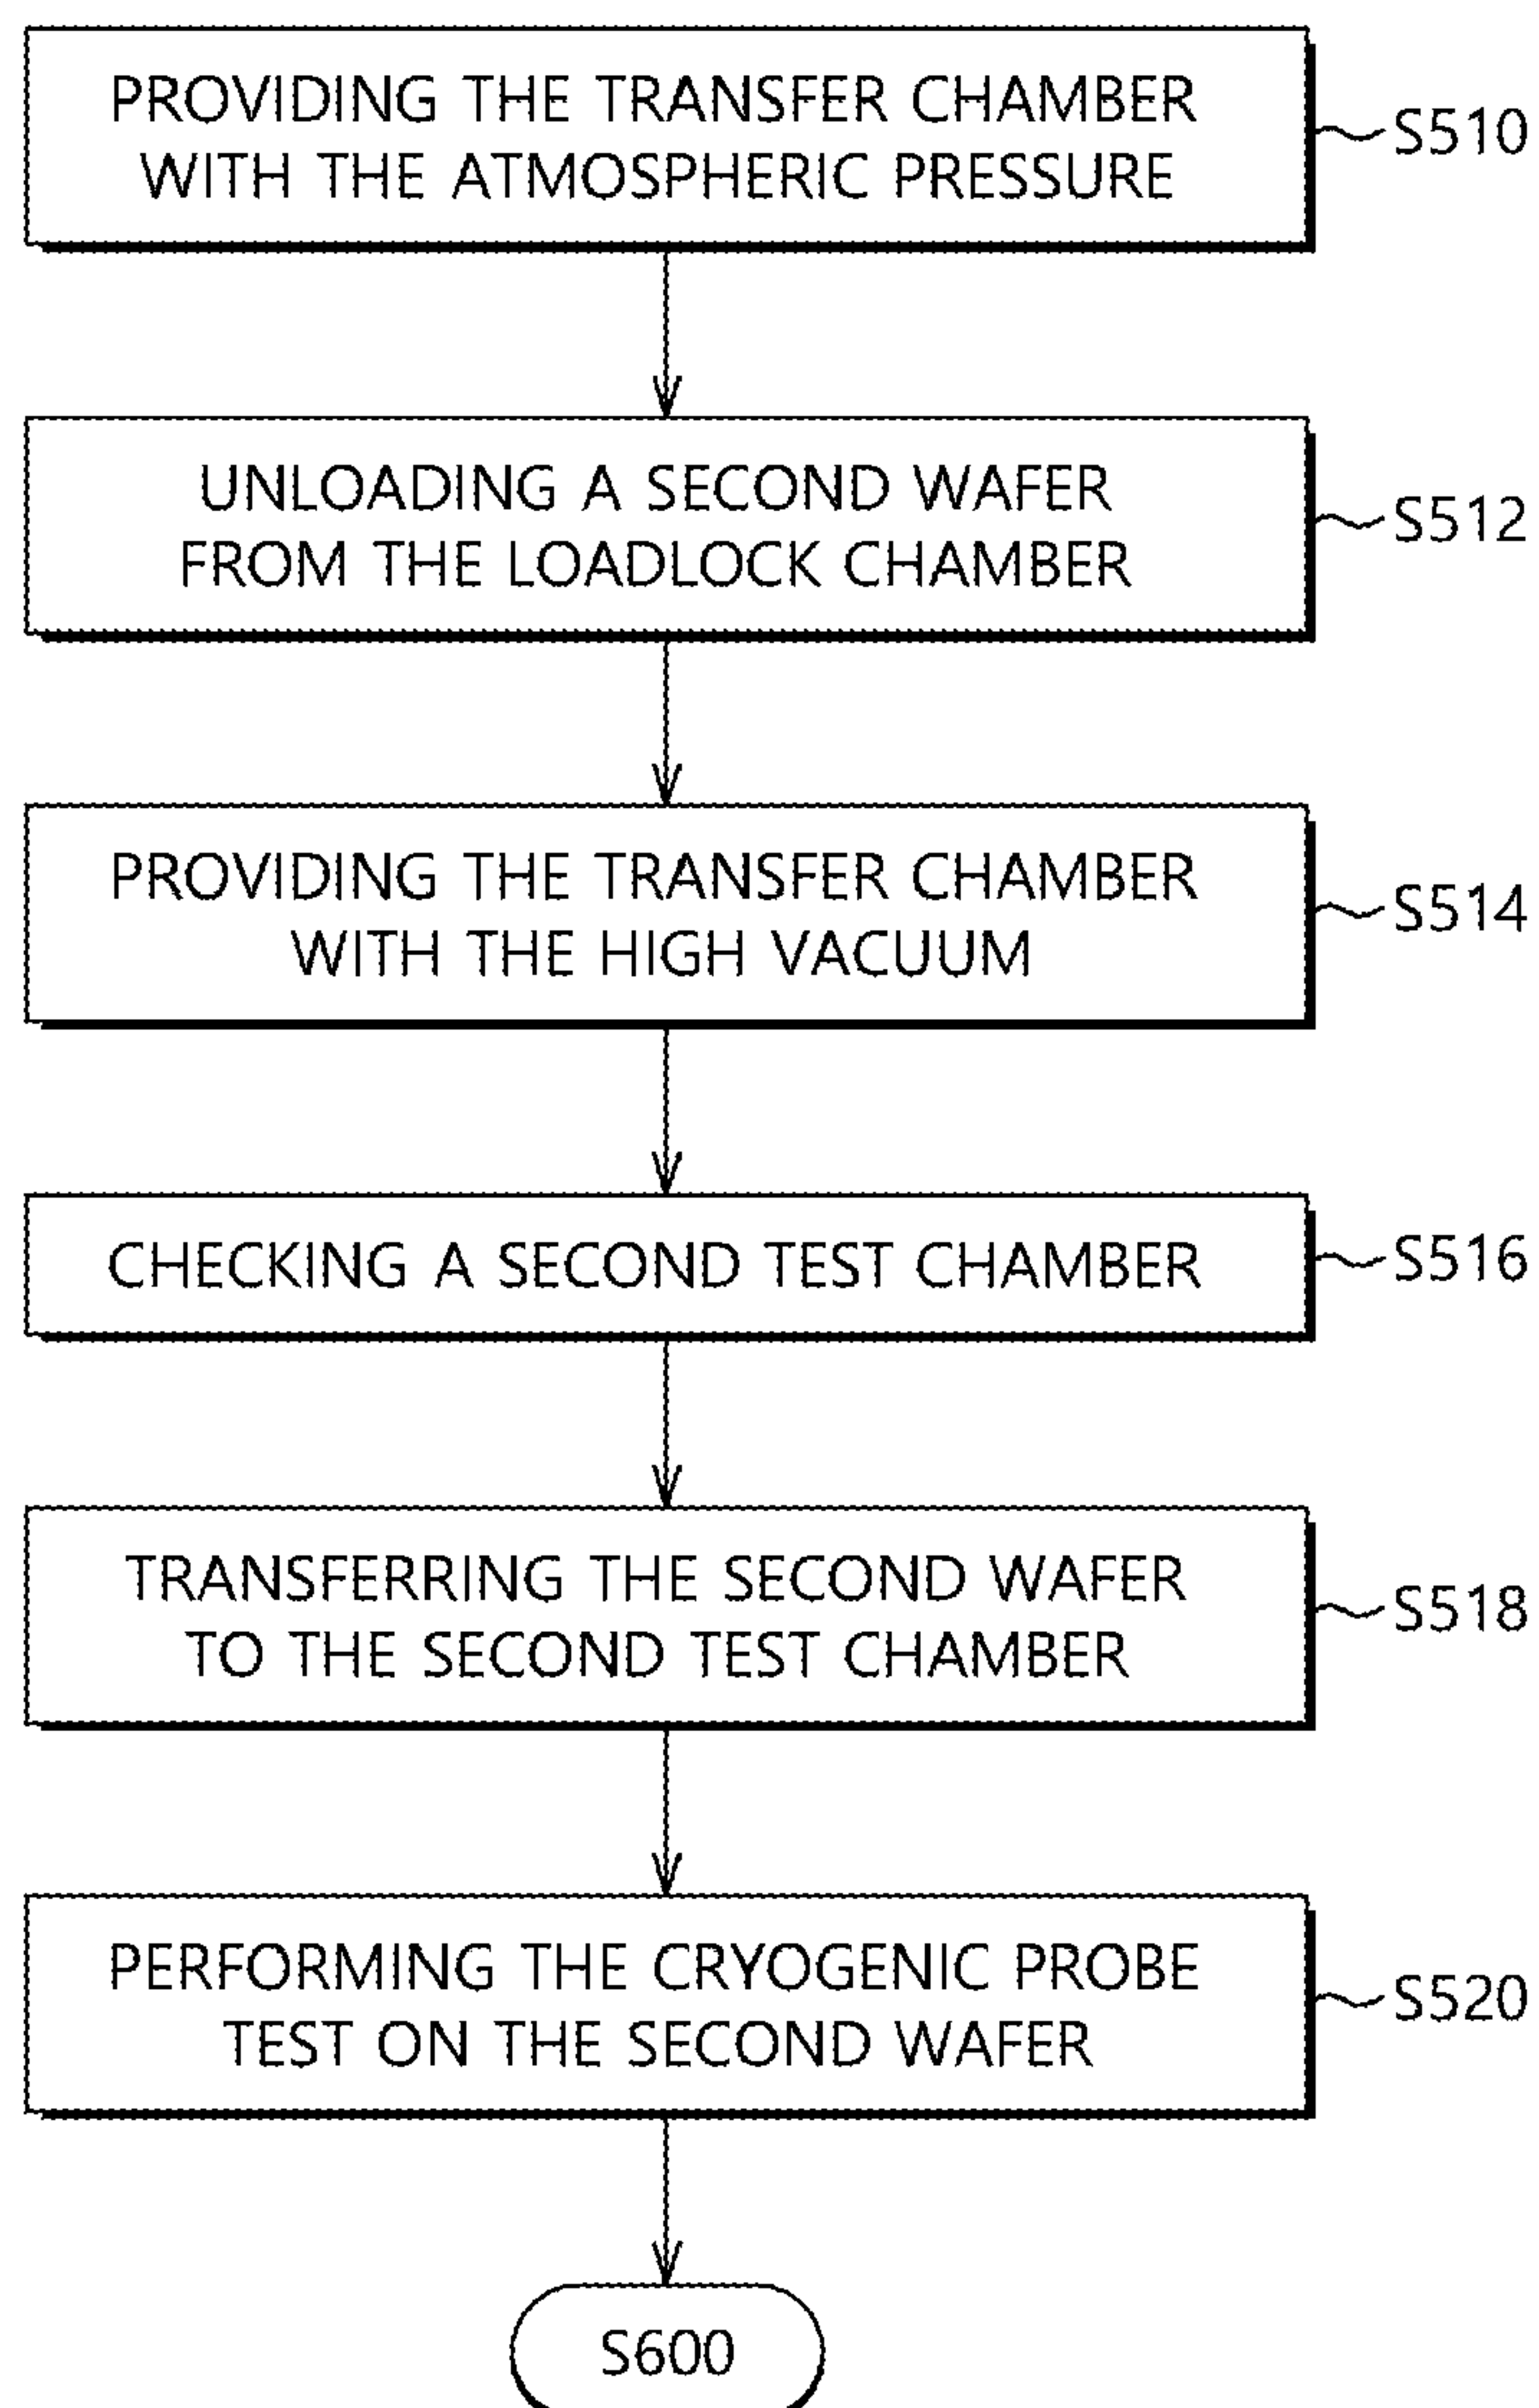 PROVIDING THE TRANSFER CHAMBER
WITH THE ATMOSPHERIC PRESSURE
S510
UNLOADING A SECOND WAFER
FROM THE LOADLOCK CHAMBER
S512
PROVIDING THE TRANSFER CHAMBER
WITH THE HIGH VACUUM
S514
CHECKING A SECOND TEST CHAMBER
S516
TRANSFERRING THE SECOND WAFER
TO THE SECOND TEST CHAMBER
S518
PERFORMING THE CRYOGENIC PROBE
TEST ON THE SECOND WAFER
S520
S600